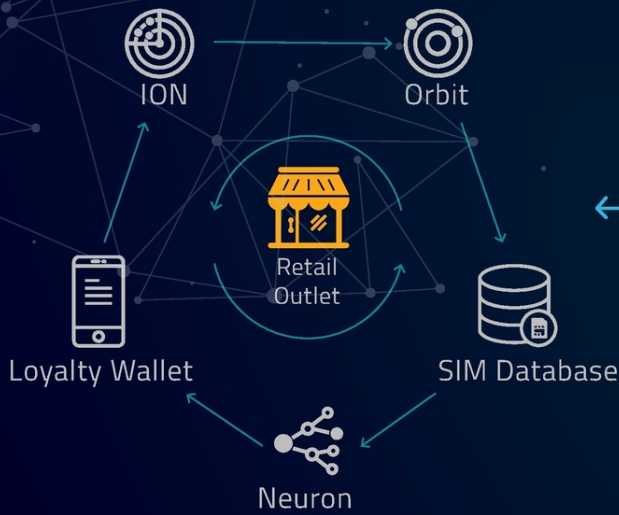 ION
Orbit
Retail
Outlet
Loyalty Wallet
SIM Database
Neuron